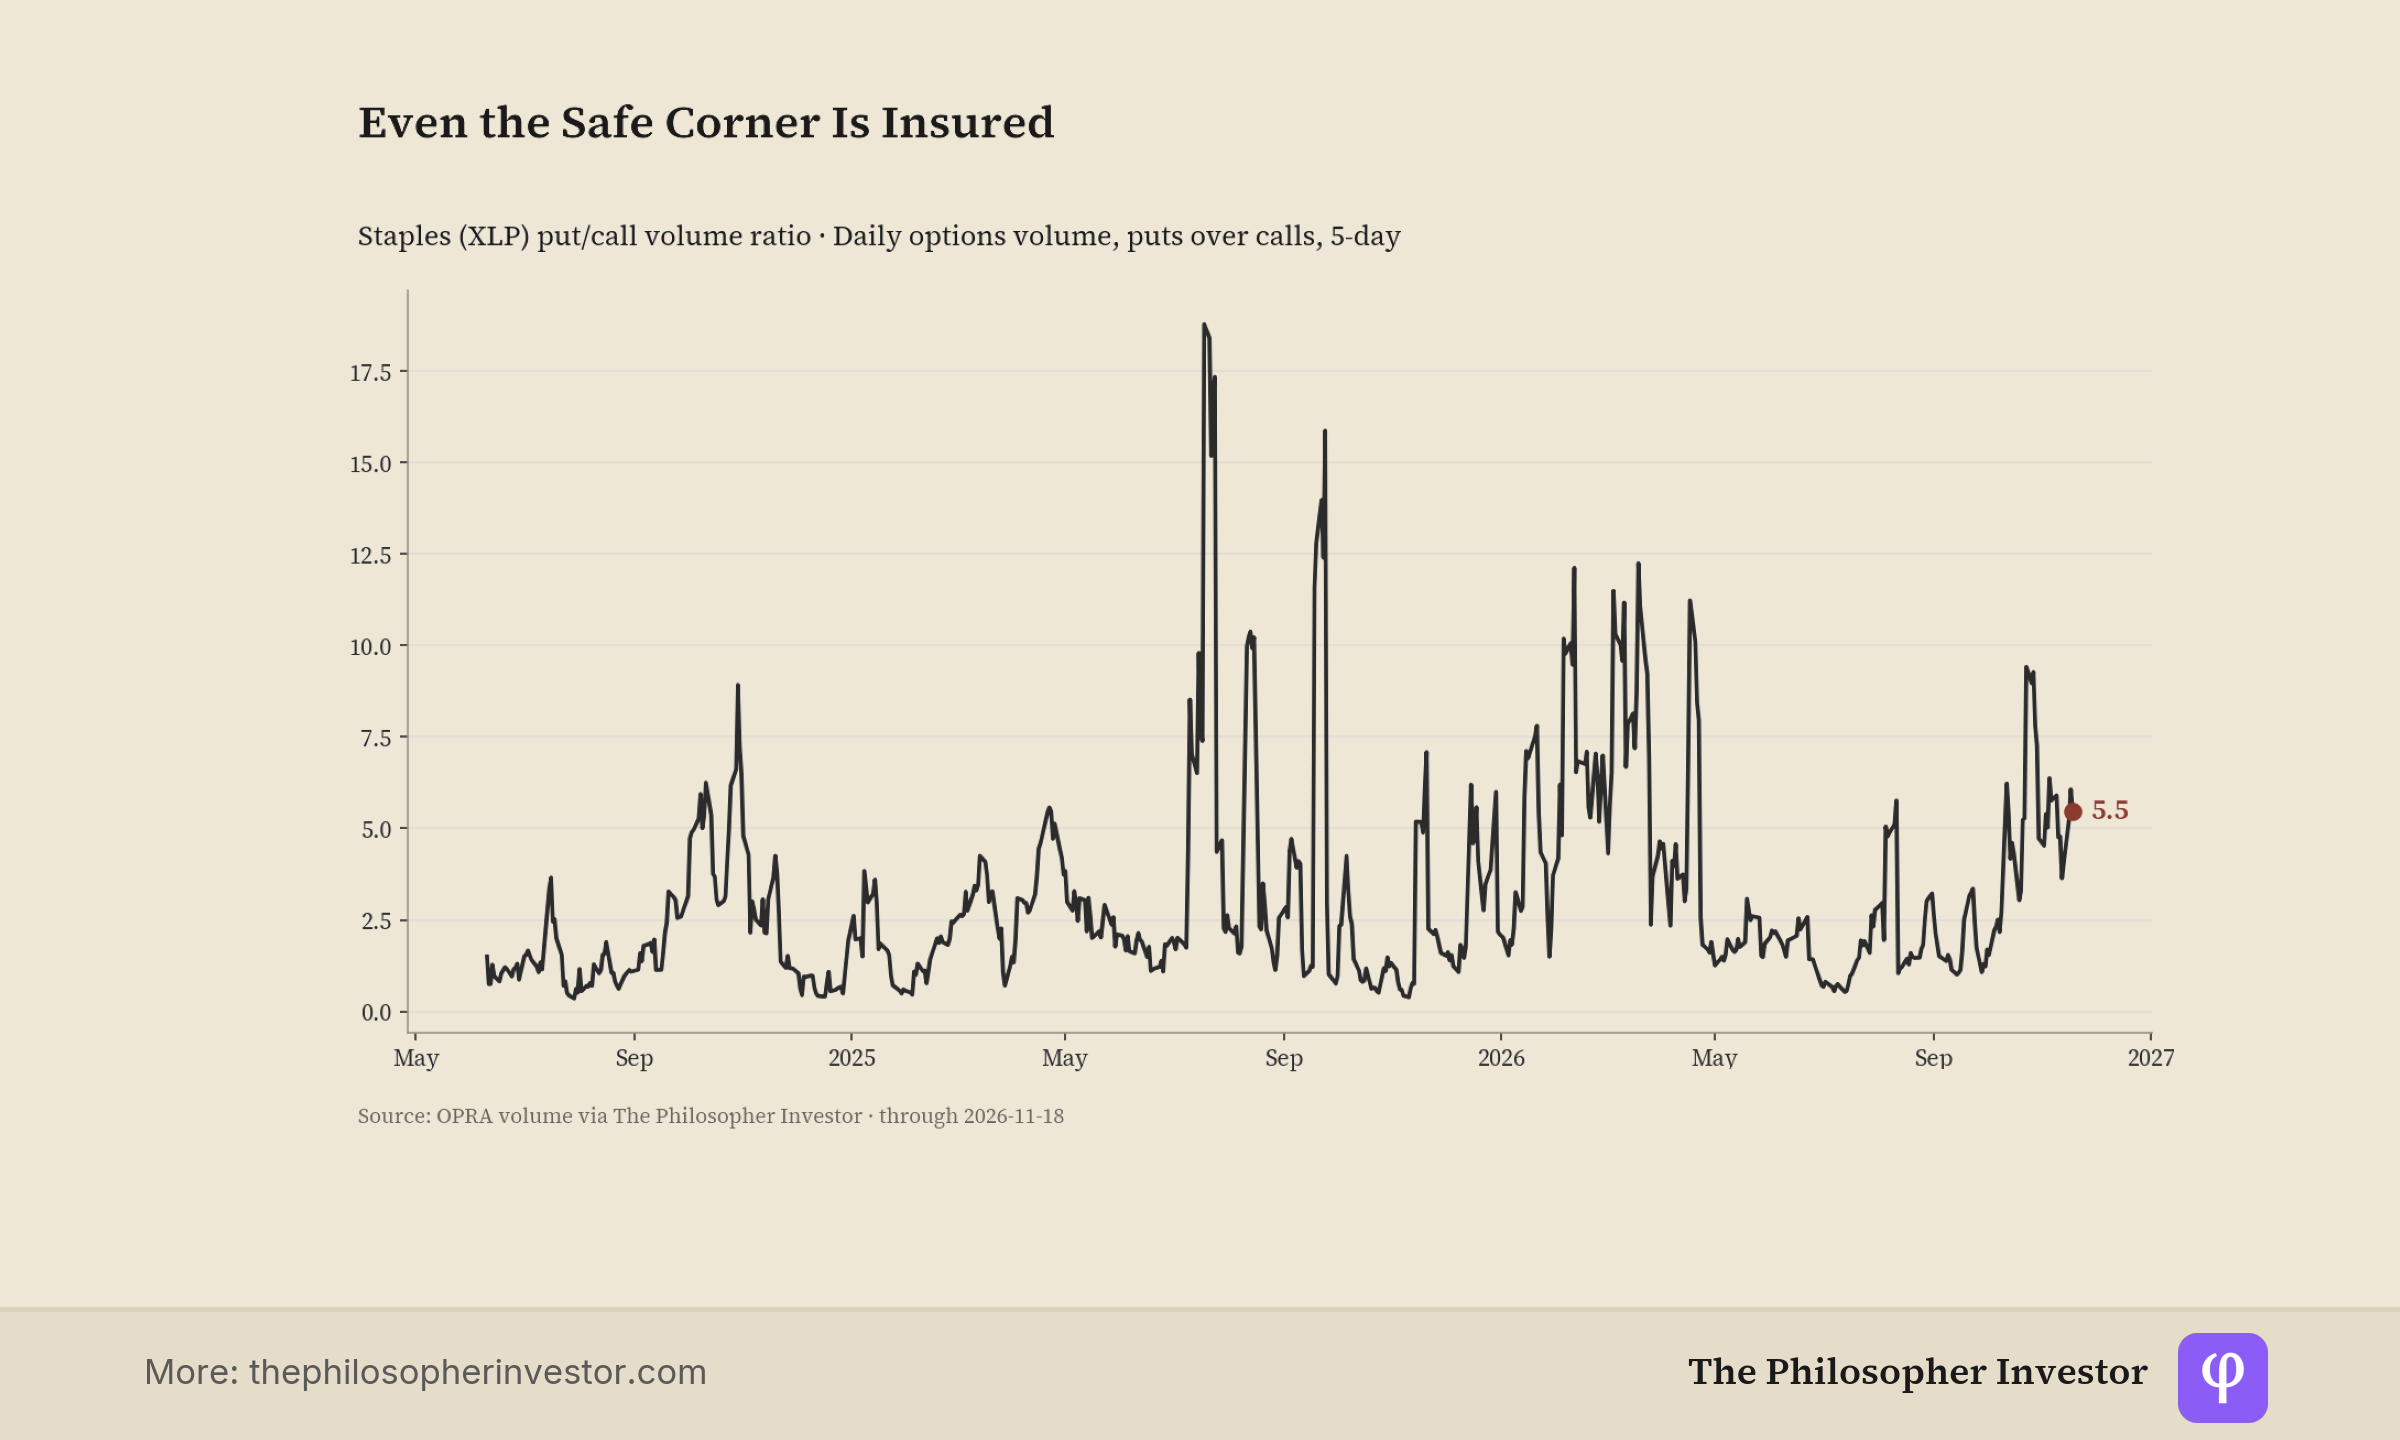 Even the Safe Corner Is Insured
Staples (XLP) put/call volume ratio · Daily options volume, puts over calls, 5-day
17.5
15.0
12.5
10.0
7.5
5.0
2.5
0.0
5.5
May Sep 2025 May Sep 2026 May Sep 2027
Source: OPRA volume via The Philosopher Investor · through 2026-11-18
More: thephilosopherinvestor.com
The Philosopher Investor φ